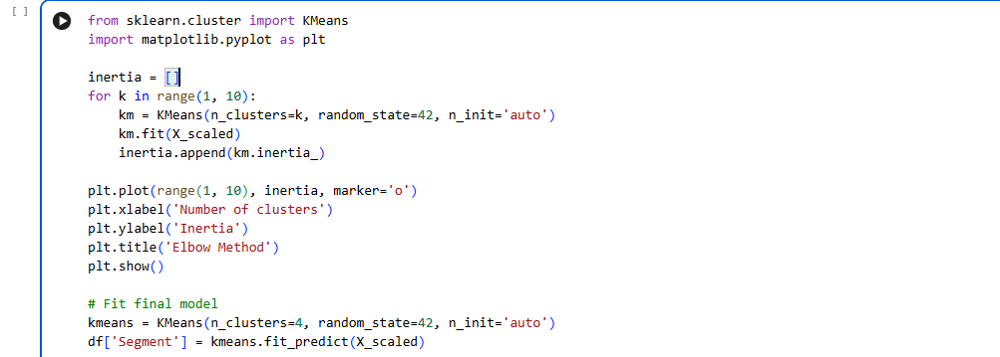 [ ]
from sklearn.cluster import KMeans
import matplotlib.pyplot as plt

inertia = []
for k in range(1, 10):
    km = KMeans(n_clusters=k, random_state=42, n_init='auto')
    km.fit(X_scaled)
    inertia.append(km.inertia_)

plt.plot(range(1, 10), inertia, marker='o')
plt.xlabel('Number of clusters')
plt.ylabel('Inertia')
plt.title('Elbow Method')
plt.show()

# Fit final model
kmeans = KMeans(n_clusters=4, random_state=42, n_init='auto')
df['Segment'] = kmeans.fit_predict(X_scaled)